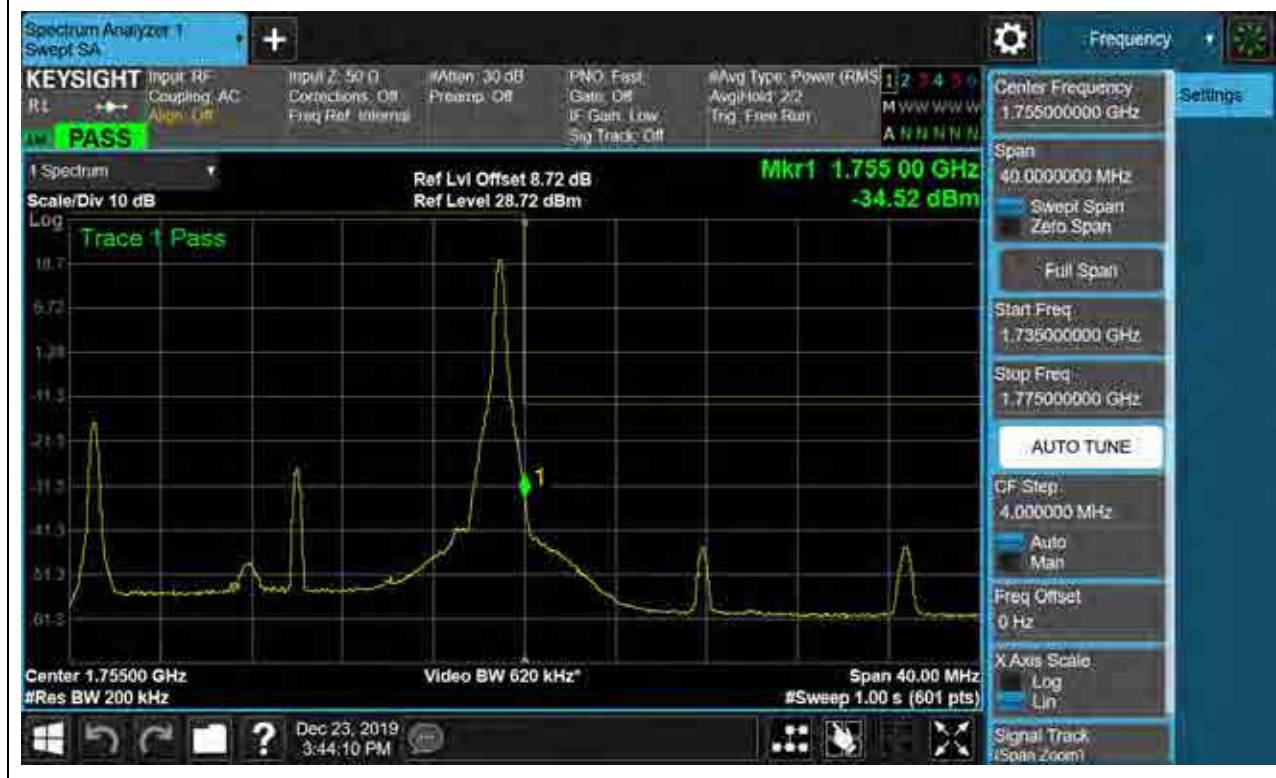 Spectrum Analyzer 1
Swept SA
+
Frequency
KEYSIGHT
Input: RF
Coupling: AC
Align: Off
Input Z: 50 Ω
Corrections: Off
Freq Ref: Internal
#Atten: 30 dB
Preamp: Off
PNO: Fast
Gate: Off
IF Gain: Low
Sig Track: Off
#Avg Type: Power (RMS
Avg|Hold: 2/2
Trig: Free Run
1 2 3 4 5 6
M W W W W W
A N N N N N
RL
PASS
Center Frequency
1.755000000 GHz
Settings
Span
40.0000000 MHz
Swept Span
Zero Span
Full Span
Start Freq
1.735000000 GHz
Stop Freq
1.775000000 GHz
AUTO TUNE
CF Step
4.000000 MHz
Auto
Man
Freq Offset
0 Hz
X Axis Scale
Log
Lin
Signal Track
(Span Zoom)
1 Spectrum
Scale/Div 10 dB
Ref Lvl Offset 8.72 dB
Ref Level 28.72 dBm
Mkr1 1.755 00 GHz
-34.52 dBm
Log
Trace 1 Pass
18.7
8.72
-11.3
-21.3
-41.3
-51.3
-61.3
1
Center 1.75500 GHz
#Res BW 200 kHz
Video BW 620 kHz*
Span 40.00 MHz
#Sweep 1.00 s (601 pts)
?
Dec 23, 2019
3:44:10 PM